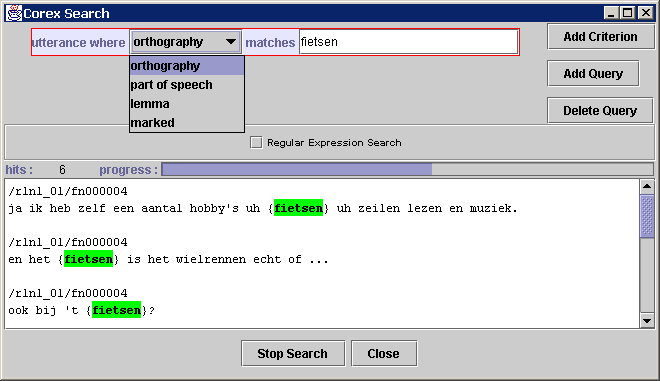 Corex Search
utterance where orthography matches fietsen
Add Criterion
orthography
part of speech
lemma
marked
Add Query
Delete Query
Regular Expression Search
hits : 6 progress :
/rlnl_01/fn000004
ja ik heb zelf een aantal hobby's uh {fietsen} uh zeilen lezen en muziek.
/rlnl_01/fn000004
en het {fietsen} is het wielrennen echt of ...
/rlnl_01/fn000004
ook bij 't {fietsen}?
Stop Search Close